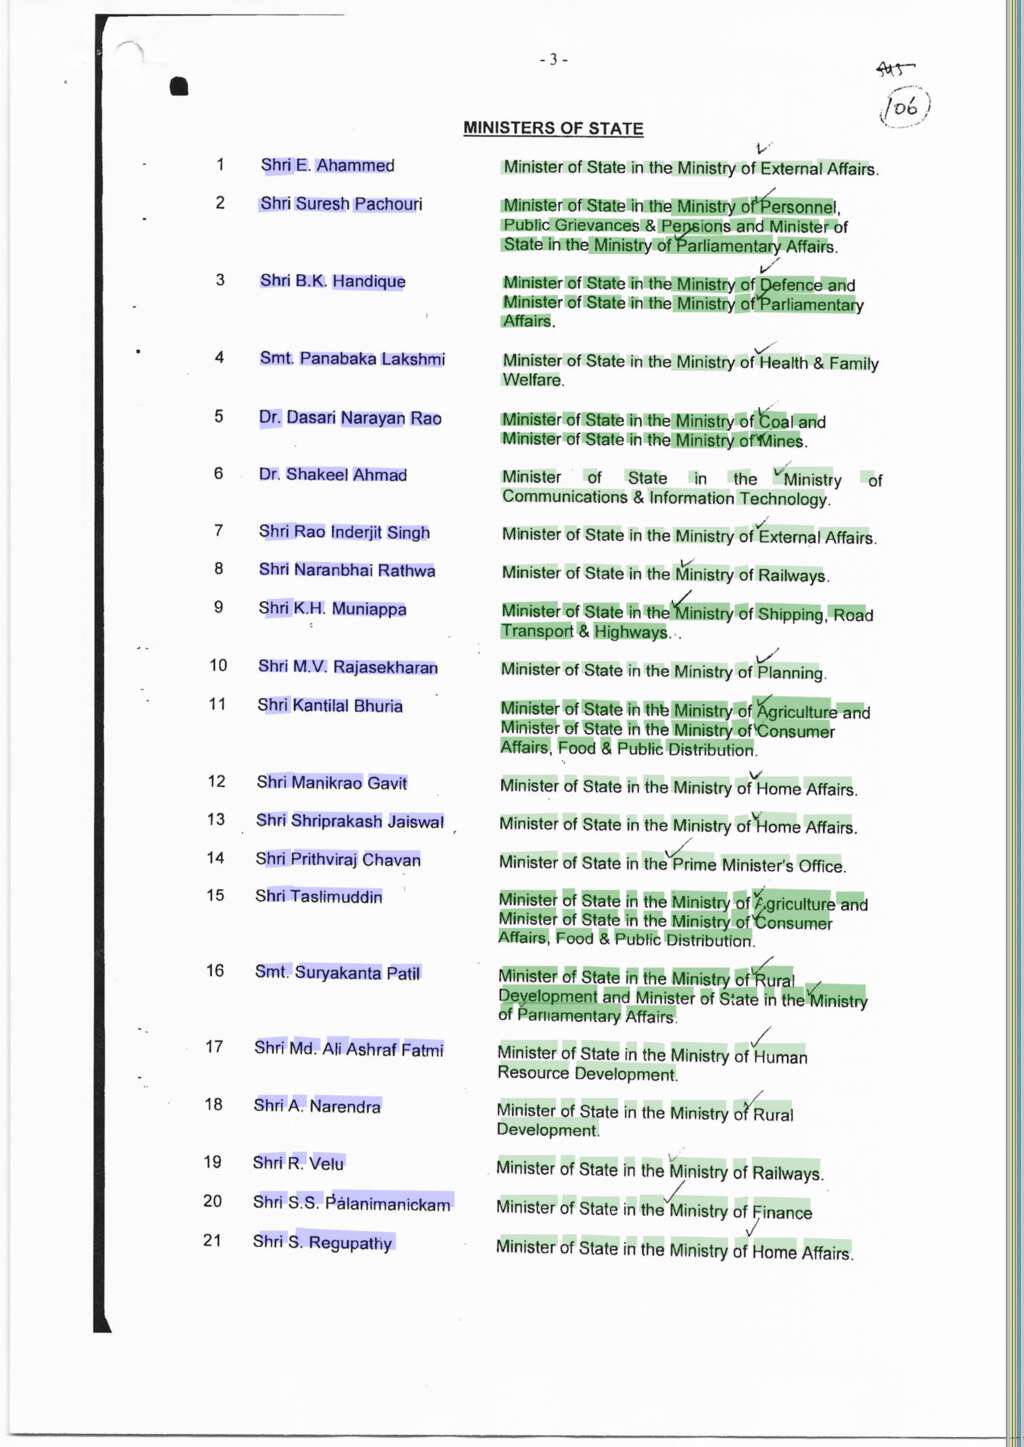 - 3 -
106
MINISTERS OF STATE
1 Shri E. Ahammed Minister of State in the Ministry of External Affairs.
2 Shri Suresh Pachouri Minister of State in the Ministry of Personnel,
Public Grievances & Pensions and Minister of
State in the Ministry of Parliamentary Affairs.
3 Shri B.K. Handique Minister of State in the Ministry of Defence and
Minister of State in the Ministry of Parliamentary
Affairs.
4 Smt. Panabaka Lakshmi Minister of State in the Ministry of Health & Family
Welfare.
5 Dr. Dasari Narayan Rao Minister of State in the Ministry of Coal and
Minister of State in the Ministry of Mines.
6 Dr. Shakeel Ahmad Minister of State in the Ministry of
Communications & Information Technology.
7 Shri Rao Inderjit Singh Minister of State in the Ministry of External Affairs.
8 Shri Naranbhai Rathwa Minister of State in the Ministry of Railways.
9 Shri K.H. Muniappa Minister of State in the Ministry of Shipping, Road
Transport & Highways.
10 Shri M.V. Rajasekharan Minister of State in the Ministry of Planning.
11 Shri Kantilal Bhuria Minister of State in the Ministry of Agriculture and
Minister of State in the Ministry of Consumer
Affairs, Food & Public Distribution.
12 Shri Manikrao Gavit Minister of State in the Ministry of Home Affairs.
13 Shri Shriprakash Jaiswal Minister of State in the Ministry of Home Affairs.
14 Shri Prithviraj Chavan Minister of State in the Prime Minister's Office.
15 Shri Taslimuddin Minister of State in the Ministry of Agriculture and
Minister of State in the Ministry of Consumer
Affairs, Food & Public Distribution.
16 Smt. Suryakanta Patil Minister of State in the Ministry of Rural
Development and Minister of State in the Ministry
of Parliamentary Affairs.
17 Shri Md. Ali Ashraf Fatmi Minister of State in the Ministry of Human
Resource Development.
18 Shri A. Narendra Minister of State in the Ministry of Rural
Development.
19 Shri R. Velu Minister of State in the Ministry of Railways.
20 Shri S.S. Palanimanickam Minister of State in the Ministry of Finance
21 Shri S. Regupathy Minister of State in the Ministry of Home Affairs.